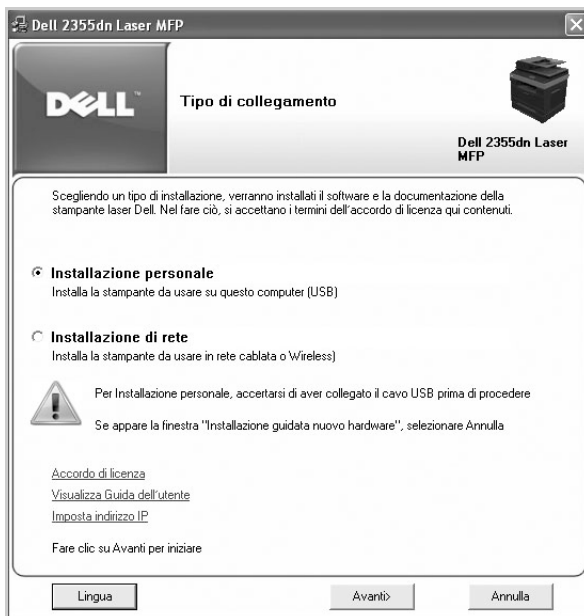 Dell 2355dn Laser MFP
DELL™
Tipo di collegamento
Dell 2355dn Laser
MFP
Scegliendo un tipo di installazione, verranno installati il software e la documentazione della
stampante laser Dell. Nel fare ciò, si accettano i termini dell'accordo di licenza qui contenuti.
Installazione personale
Installa la stampante da usare su questo computer (USB)
Installazione di rete
Installa la stampante da usare in rete cablata o Wireless)
Per Installazione personale, accertarsi di aver collegato il cavo USB prima di procedere
Se appare la finestra "Installazione guidata nuovo hardware", selezionare Annulla
Accordo di licenza
Visualizza Guida dell'utente
Imposta indirizzo IP
Fare clic su Avanti per iniziare
Lingua
Avanti>
Annulla